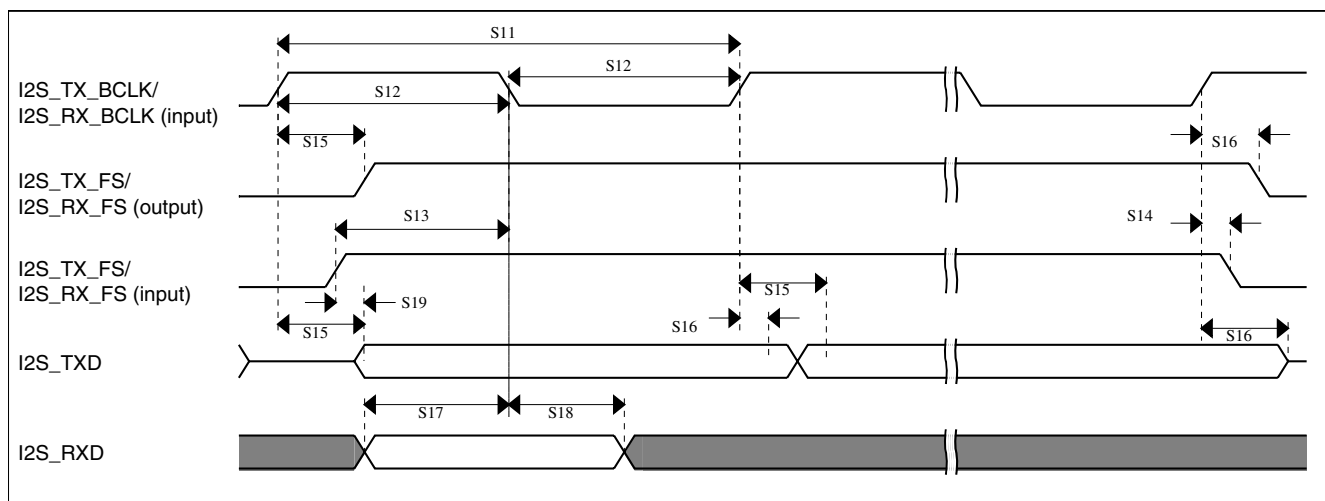 S11
I2S_TX_BCLK/
I2S_RX_BCLK (input)
S12
S12
S15
S16
I2S_TX_FS/
I2S_RX_FS (output)
S13
S14
I2S_TX_FS/
I2S_RX_FS (input)
S15
S19
S15
S16
S16
I2S_TXD
S17
S18
I2S_RXD